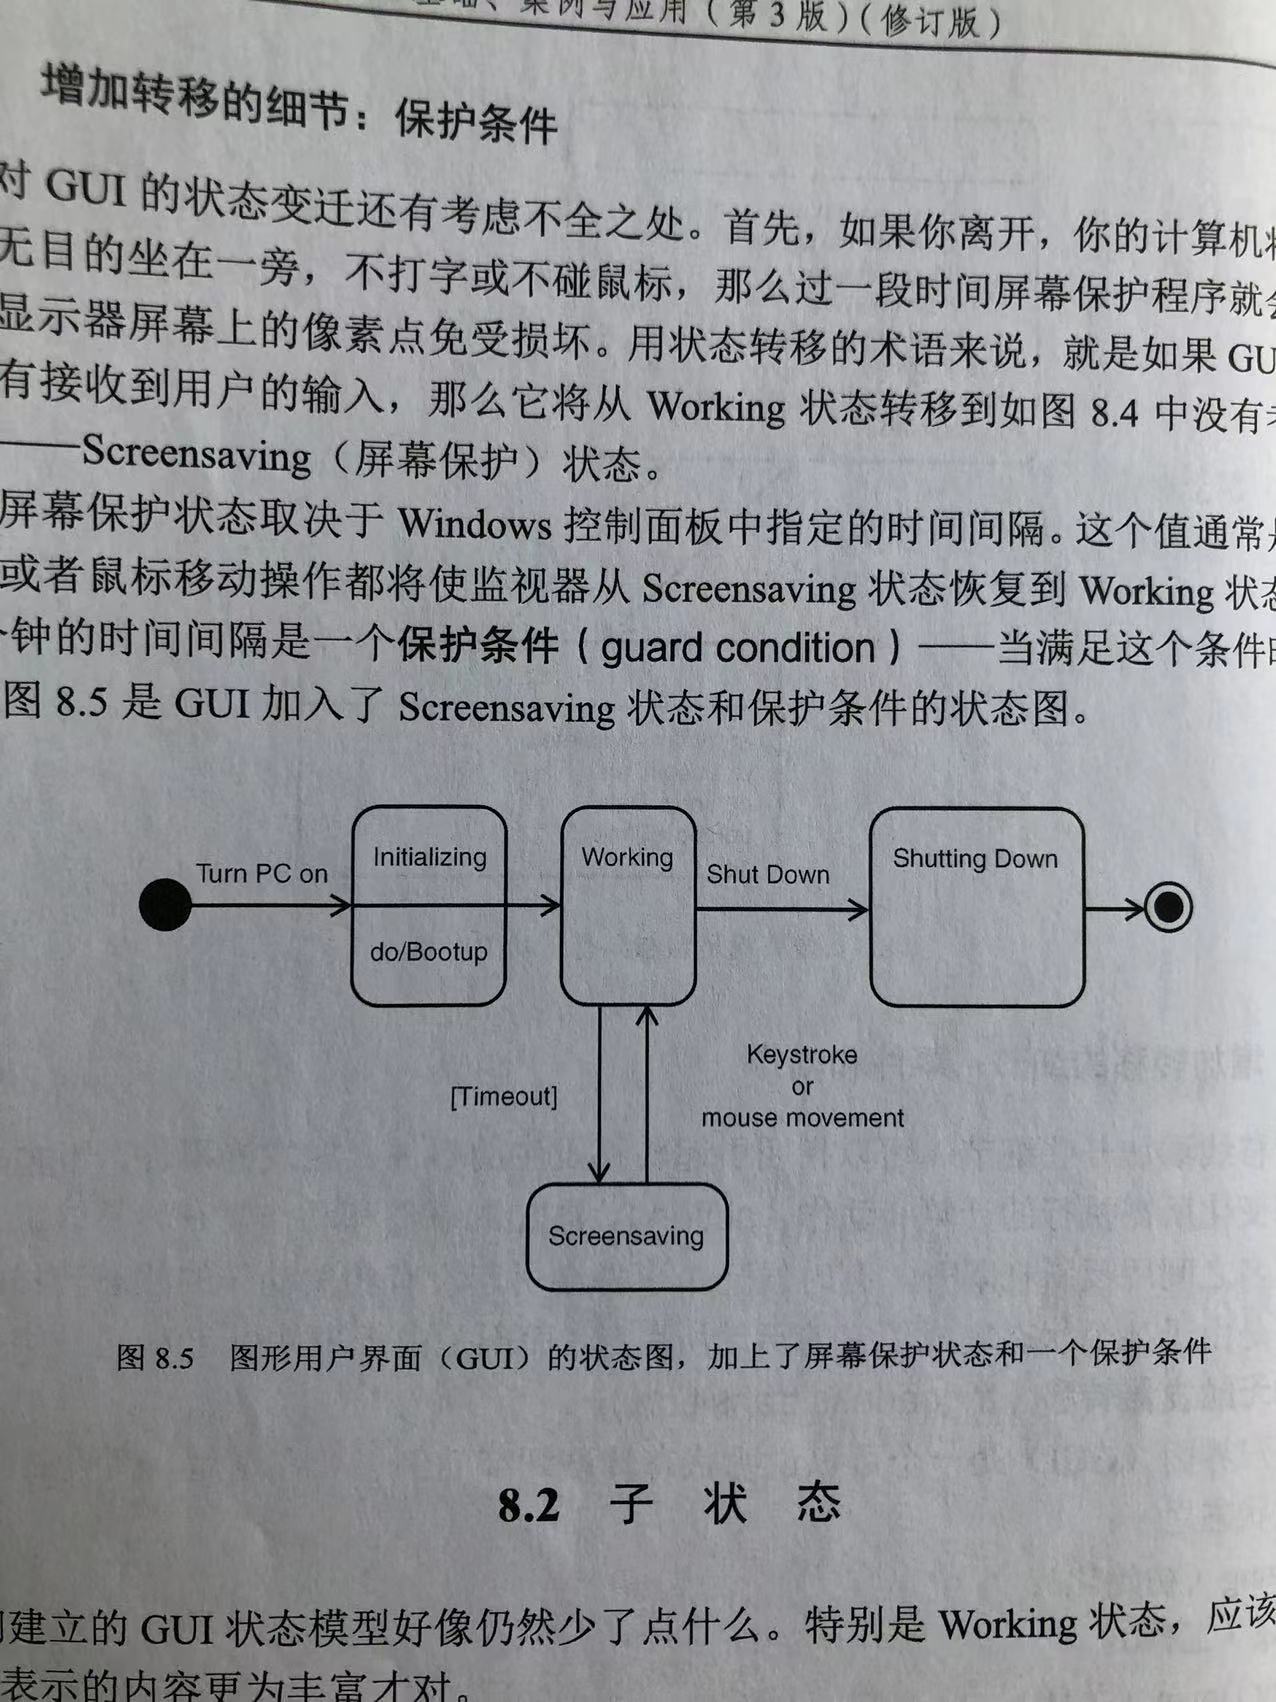 、案例与应用（第3版）（修订版）
增加转移的细节：保护条件
对 GUI 的状态变迁还有考虑不全之处。首先，如果你离开，你的计算机
无目的坐在一旁，不打字或不碰鼠标，那么过一段时间屏幕保护程序就会
显示器屏幕上的像素点免受损坏。用状态转移的术语来说，就是如果 GU
有接收到用户的输入，那么它将从 Working 状态转移到如图 8.4 中没有
——Screensaving（屏幕保护）状态。
屏幕保护状态取决于 Windows 控制面板中指定的时间间隔。这个值通常
或者鼠标移动操作都将使监视器从 Screensaving 状态恢复到 Working 状态
钟的时间间隔是一个保护条件（guard condition）——当满足这个条件
图 8.5 是 GUI 加入了 Screensaving 状态和保护条件的状态图。
Turn PC on
Initializing
do/Bootup
Working
Shut Down
Shutting Down
[Timeout]
Keystroke
or
mouse movement
Screensaving
图 8.5 图形用户界面（GUI）的状态图，加上了屏幕保护状态和一个保护条件
8.2 子 状 态
建立的 GUI 状态模型好像仍然少了点什么。特别是 Working 状态，应该
表示的内容更为丰富才对。